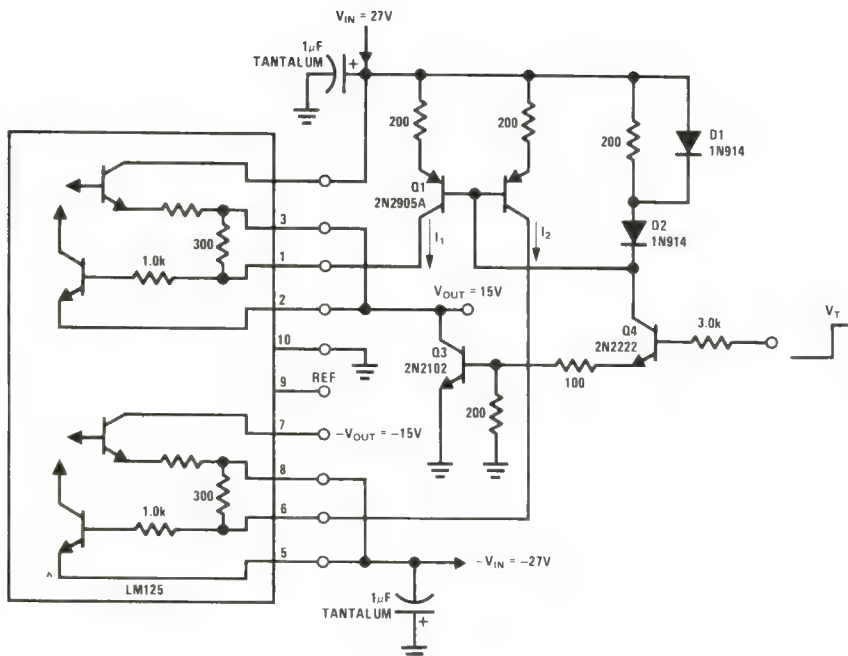 V_IN = 27V
1μF
TANTALUM
+
200
200
200
D1
1N914
Q1
2N2905A
D2
1N914
I₁
I₂
3
300
1.0k
1
2
V_OUT = 15V
Q4
2N2222
3.0k
V_T
10
Q3
2N2102
100
9
REF
200
7
-V_OUT = -15V
8
300
1.0k
6
5
-V_IN = -27V
LM125
1μF
TANTALUM
+